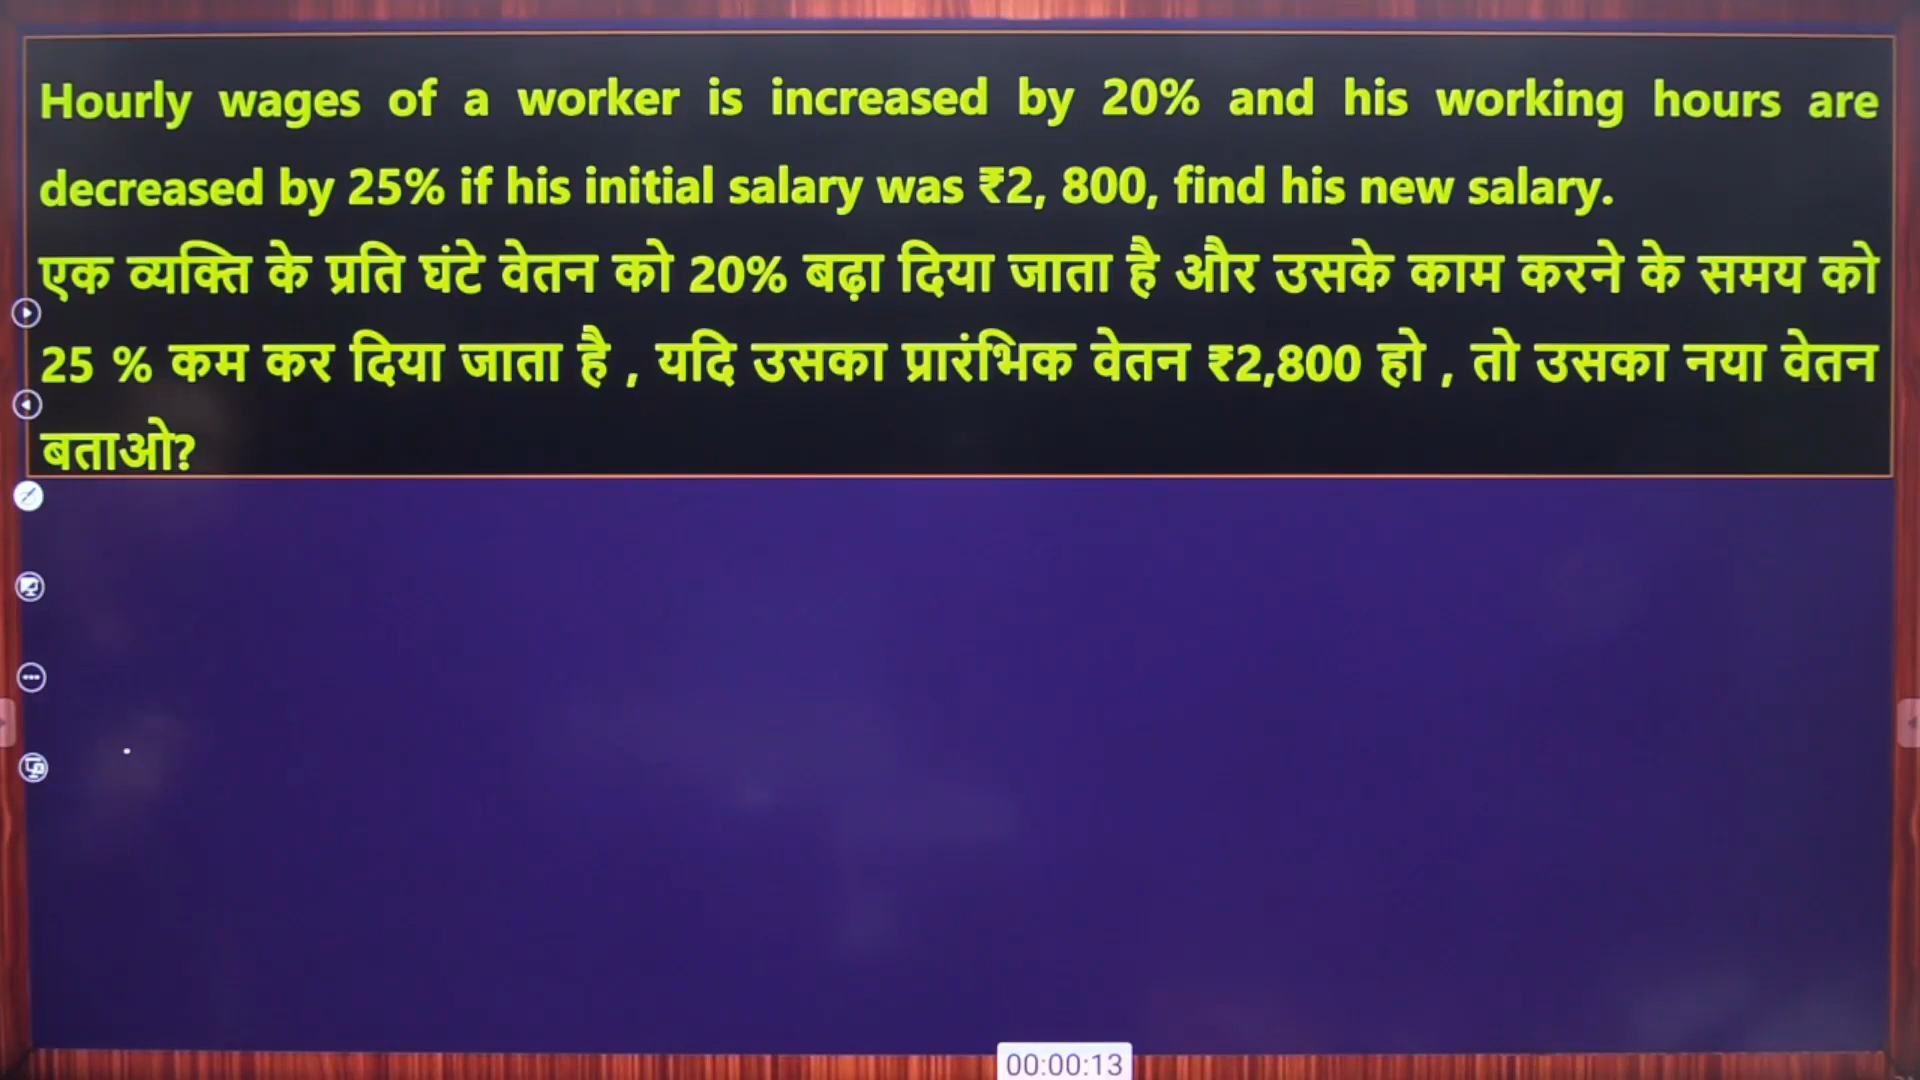 Hourly wages of a worker is increased by 20% and his working hours are
decreased by 25% if his initial salary was ₹2, 800, find his new salary.
एक व्यक्ति के प्रति घंटे वेतन को 20% बढ़ा दिया जाता है और उसके काम करने के समय को
25 % कम कर दिया जाता है , यदि उसका प्रारंभिक वेतन ₹2,800 हो , तो उसका नया वेतन
बताओ?
00:00:13